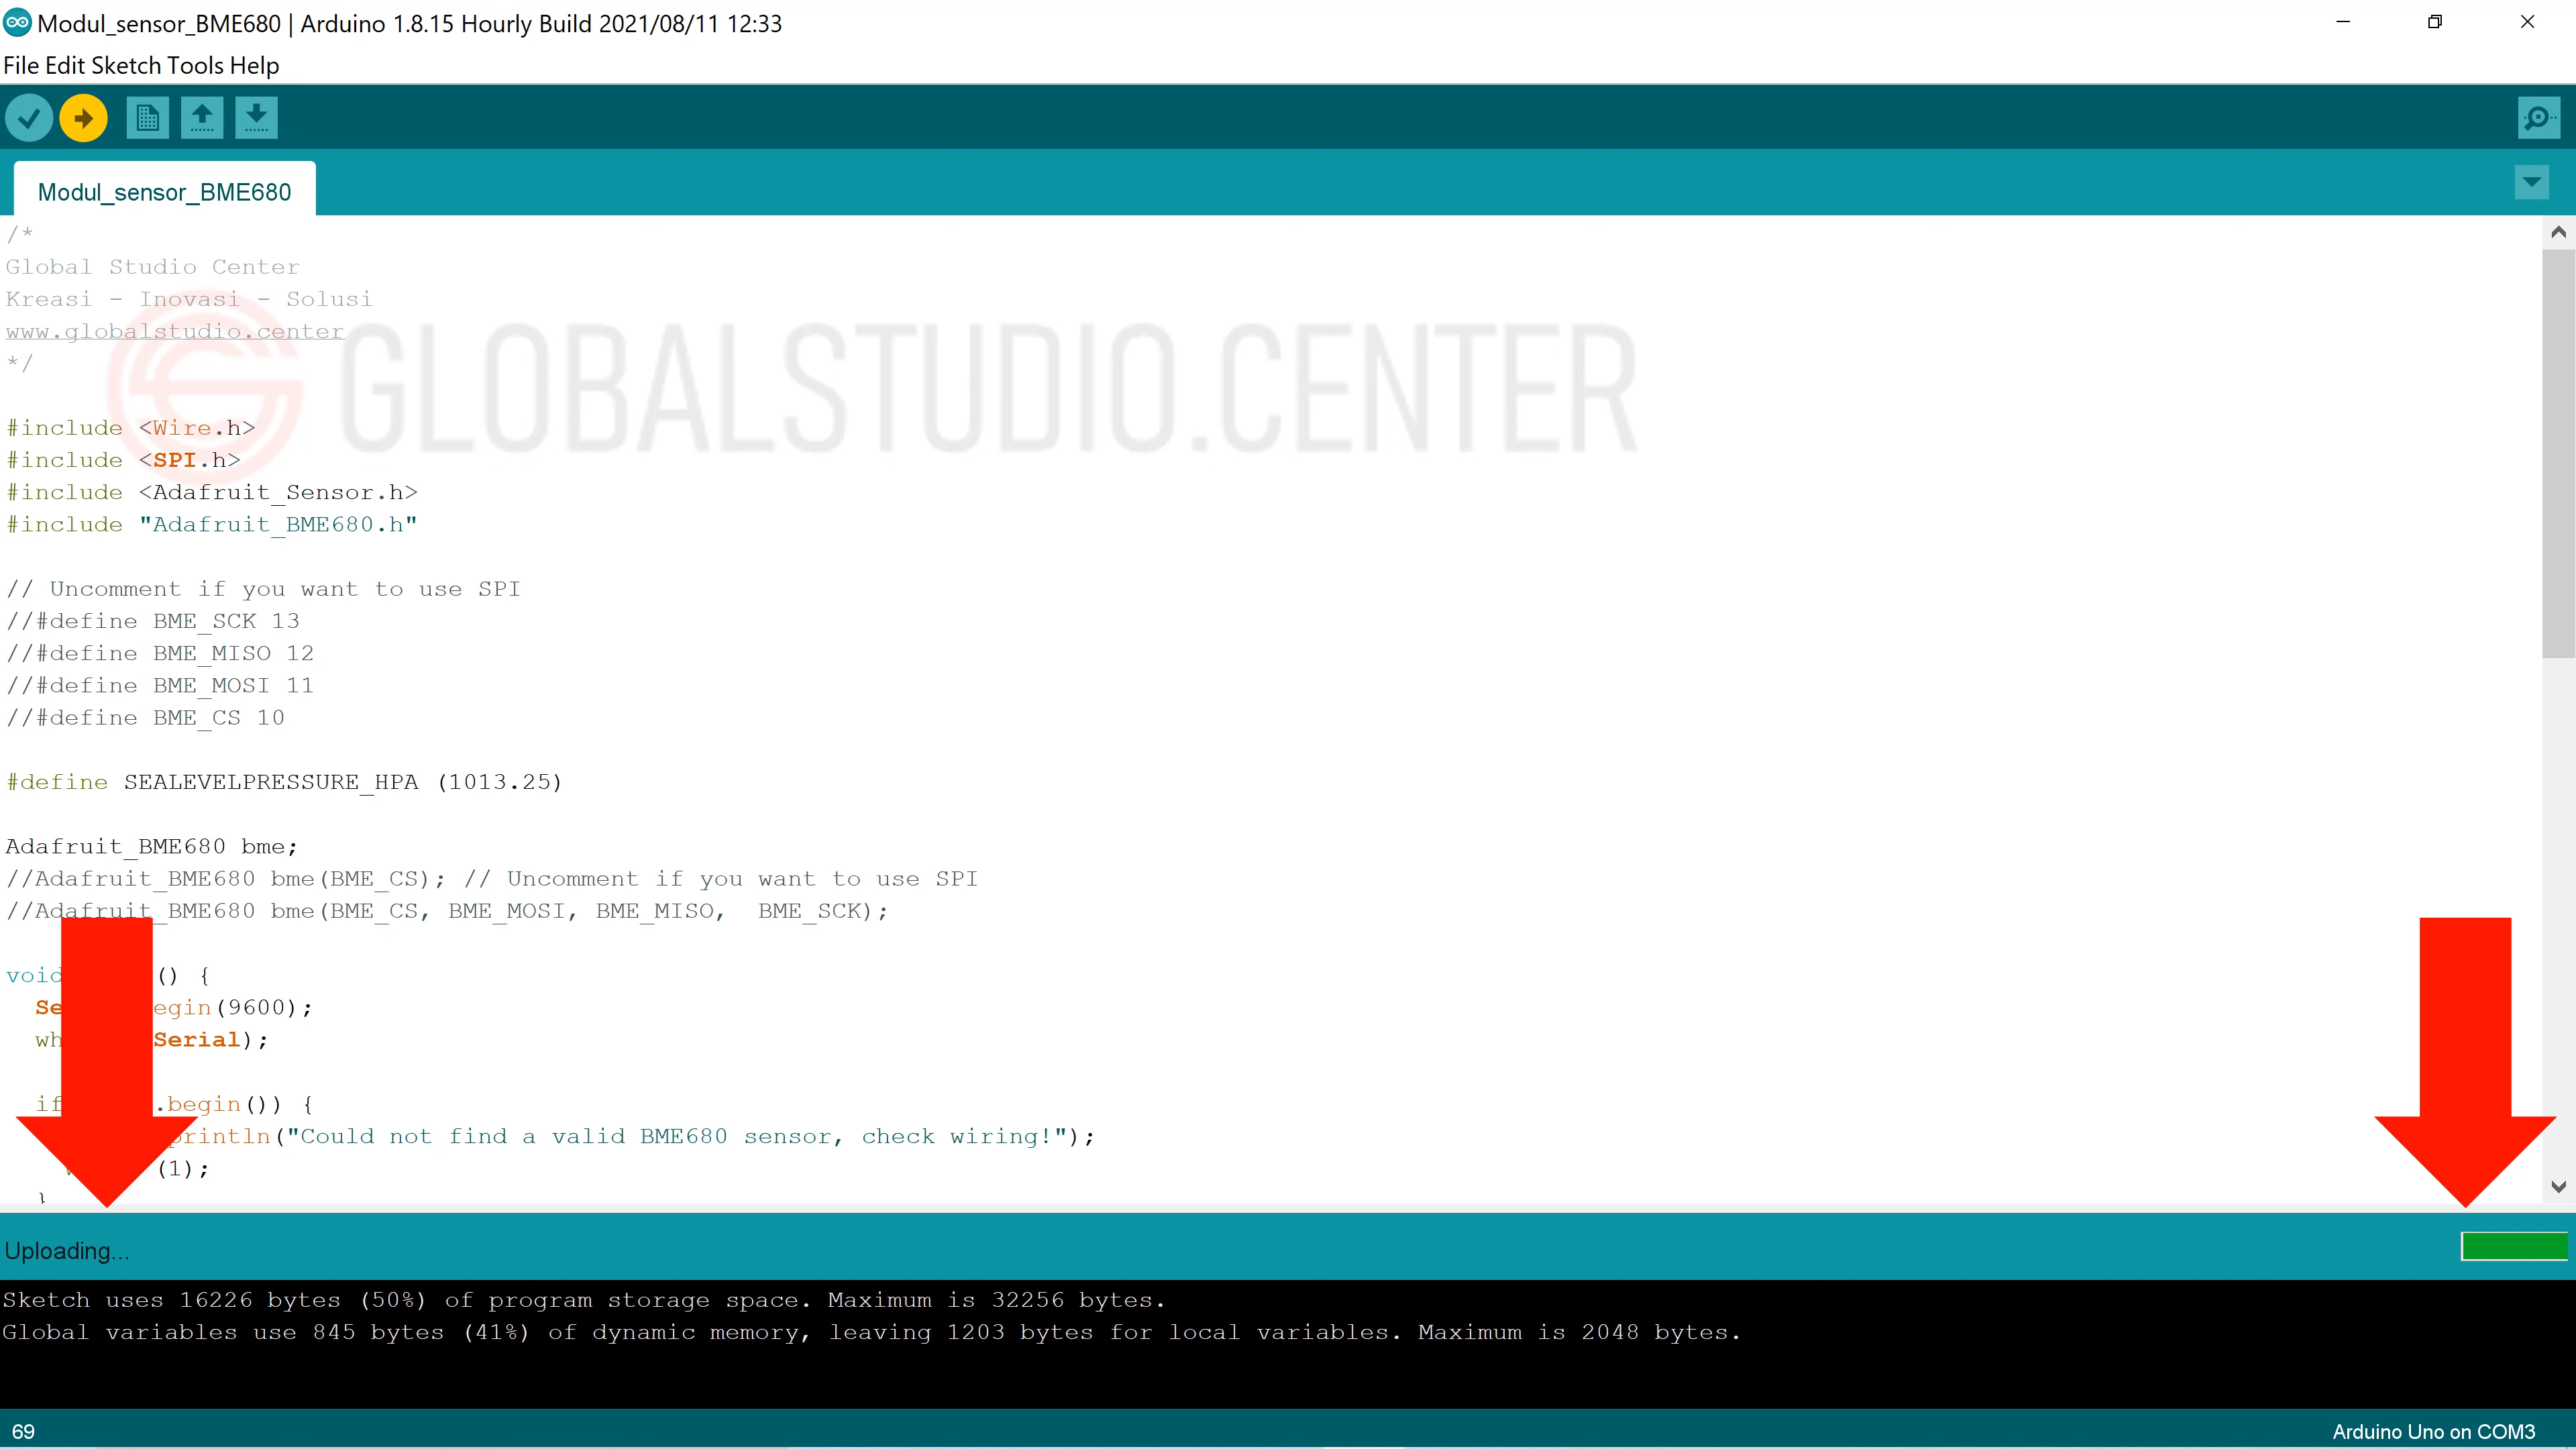 Modul_sensor_BME680 | Arduino 1.8.15 Hourly Build 2021/08/11 12:33
File Edit Sketch Tools Help
Modul_sensor_BME680
/*
Global Studio Center
Kreasi - Inovasi - Solusi
www.globalstudio.center
*/
GLOBALSTUDIO.CENTER
#include <Wire.h>
#include <SPI.h>
#include <Adafruit_Sensor.h>
#include "Adafruit_BME680.h"
// Uncomment if you want to use SPI
//#define BME_SCK 13
//#define BME_MISO 12
//#define BME_MOSI 11
//#define BME_CS 10
#define SEALEVELPRESSURE_HPA (1013.25)
Adafruit_BME680 bme;
//Adafruit_BME680 bme(BME_CS); // Uncomment if you want to use SPI
//Adafruit_BME680 bme(BME_CS, BME_MOSI, BME_MISO,  BME_SCK);
void () {
(9600);
Serial);
if .begin()) {
println("Could not find a valid BME680 sensor, check wiring!");
(1);
}
Uploading...
Sketch uses 16226 bytes (50%) of program storage space. Maximum is 32256 bytes.
Global variables use 845 bytes (41%) of dynamic memory, leaving 1203 bytes for local variables. Maximum is 2048 bytes.
69
Arduino Uno on COM3